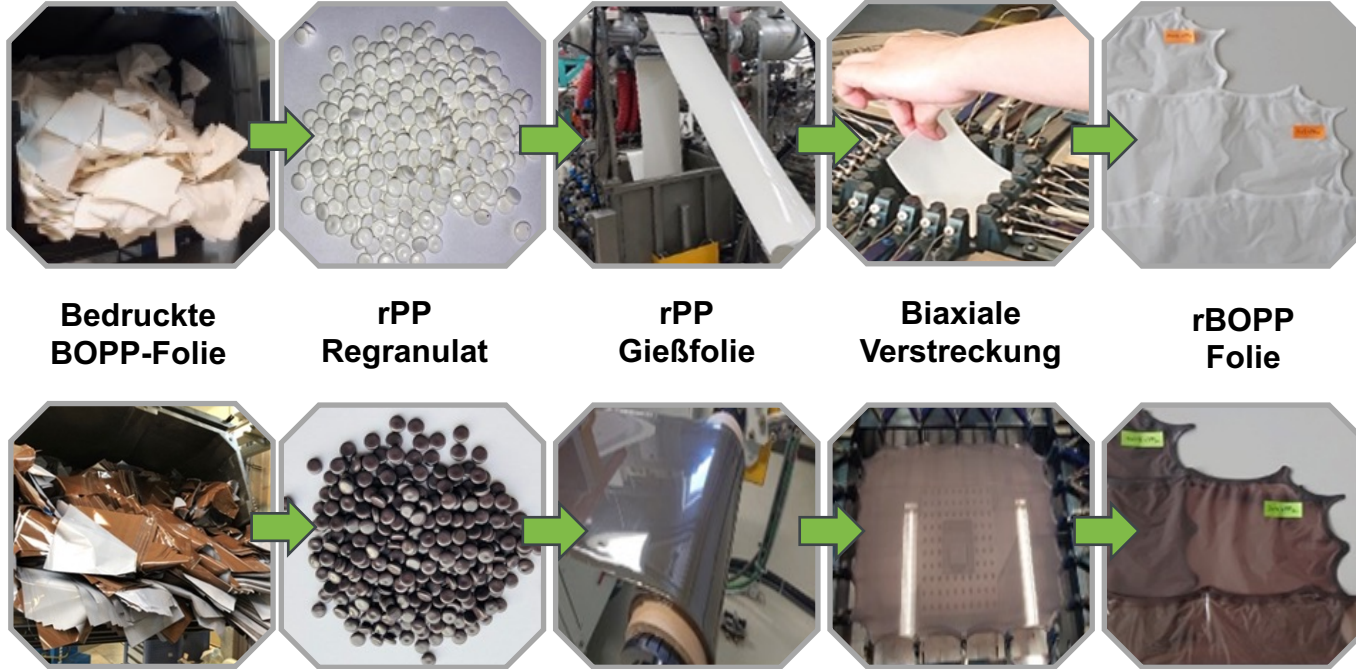 Bedruckte
BOPP-Folie
rPP
Regranulat
rPP
Gießfolie
Biaxiale
Verstreckung
rBOPP
Folie